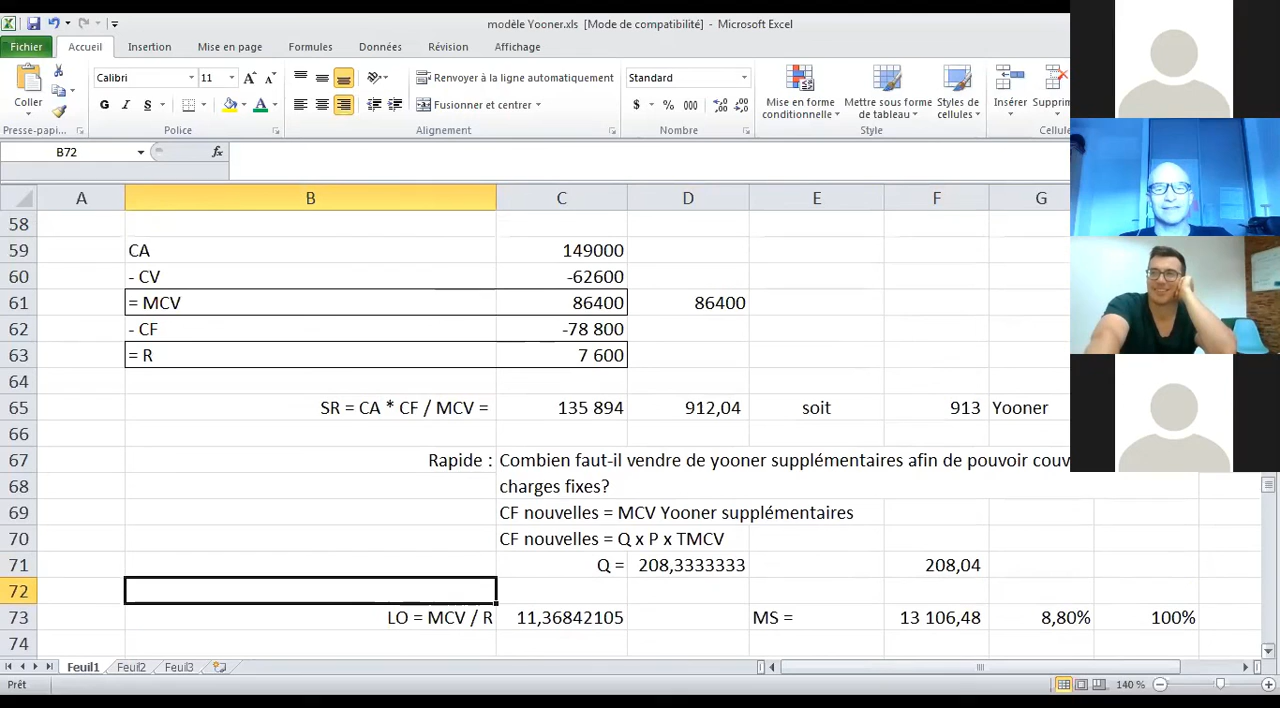 modèle Yooner.xls [Mode de compatibilité] - Microsoft Excel
Fichier Accueil Insertion Mise en page Formules Données Révision Affichage
Coller
Calibri 11
G I S
Renvoyer à la ligne automatiquement
Fusionner et centrer
Standard
$ % 000
Mise en forme conditionnelle
Mettre sous forme de tableau
Styles de cellules
Insérer
Supprim
Presse-papi... Police Alignement Nombre Style Cellule
B72 fx
A B C D E F G
58
59 CA 149000
60 - CV -62600
61 = MCV 86400 86400
62 - CF -78 800
63 = R 7 600
64
65 SR = CA * CF / MCV = 135 894 912,04 soit 913 Yooner
66
67 Rapide : Combien faut-il vendre de yooner supplémentaires afin de pouvoir couv
68 charges fixes?
69 CF nouvelles = MCV Yooner supplémentaires
70 CF nouvelles = Q x P x TMCV
71 Q = 208,3333333 208,04
72
73 LO = MCV / R 11,36842105 MS = 13 106,48 8,80% 100%
74
Feuil1 Feuil2 Feuil3
Prêt 140 %